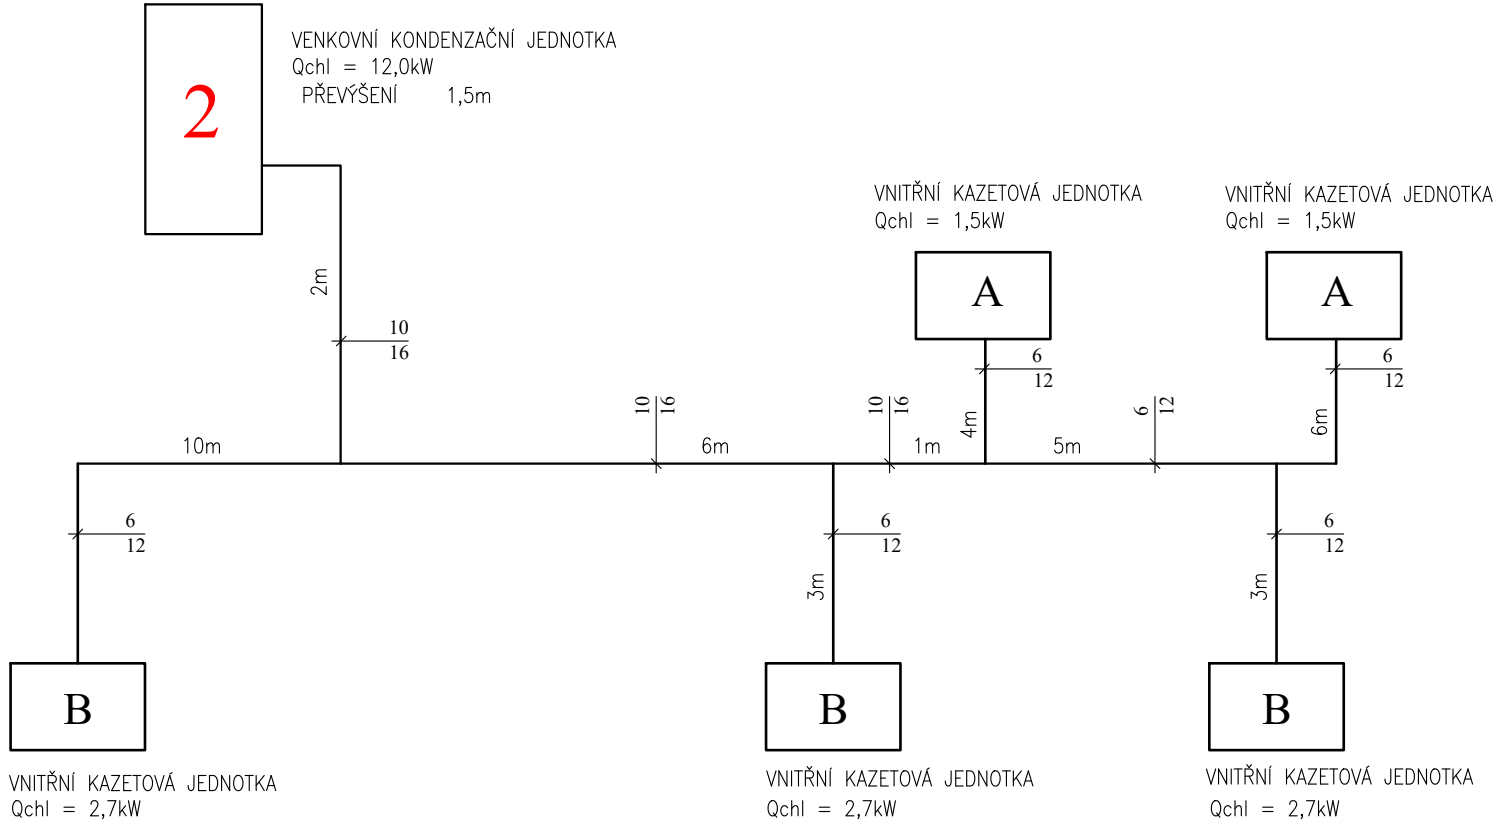 VENKOVNÍ KONDENZAČNÍ JEDNOTKA
Qchl = 12,0kW
PŘEVÝŠENÍ 1,5m
2
2m
10
16
VNITŘNÍ KAZETOVÁ JEDNOTKA
Qchl = 1,5kW
A
6
12
4m
VNITŘNÍ KAZETOVÁ JEDNOTKA
Qchl = 1,5kW
A
6
12
6m
10m
10
16
6m
10
16
1m
5m
6
12
6
12
B
VNITŘNÍ KAZETOVÁ JEDNOTKA
Qchl = 2,7kW
6
12
3m
B
VNITŘNÍ KAZETOVÁ JEDNOTKA
Qchl = 2,7kW
6
12
3m
B
VNITŘNÍ KAZETOVÁ JEDNOTKA
Qchl = 2,7kW